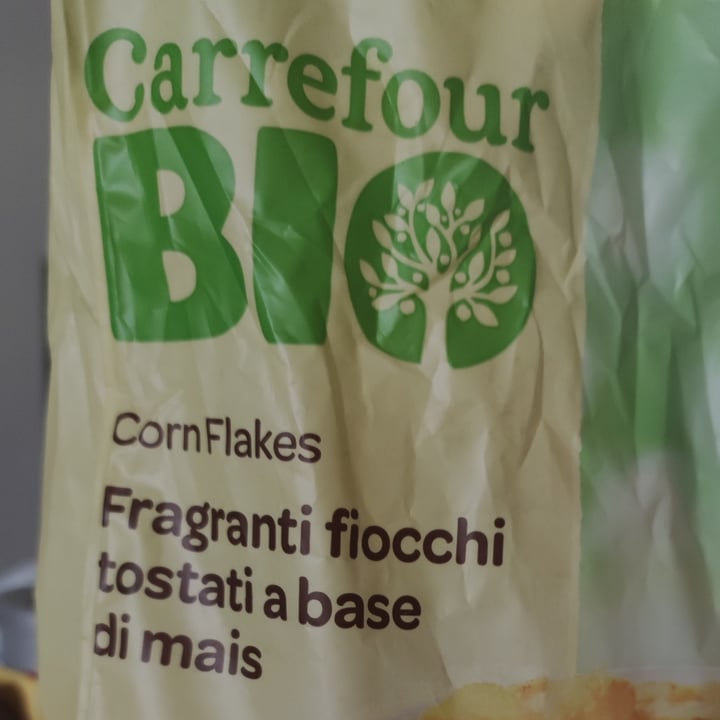 Carrefour
BIO
CornFlakes
Fragranti fiocchi
tostati a base
di mais